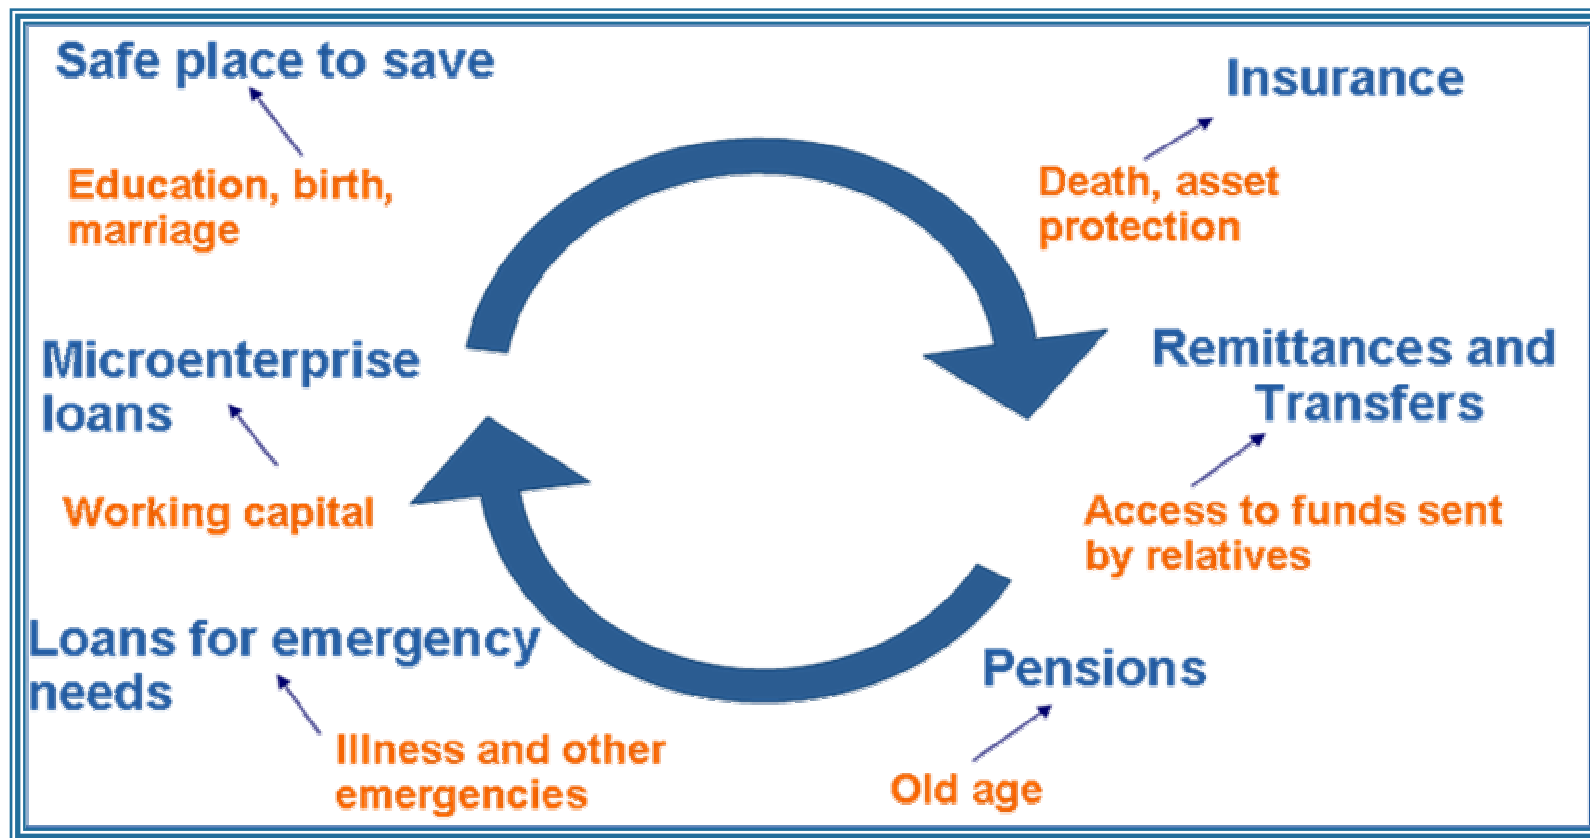 Safe place to save
Education, birth,
marriage
Insurance
Death, asset
protection
Microenterprise
loans
Working capital
Remittances and
Transfers
Access to funds sent
by relatives
Loans for emergency
needs
Illness and other
emergencies
Pensions
Old age